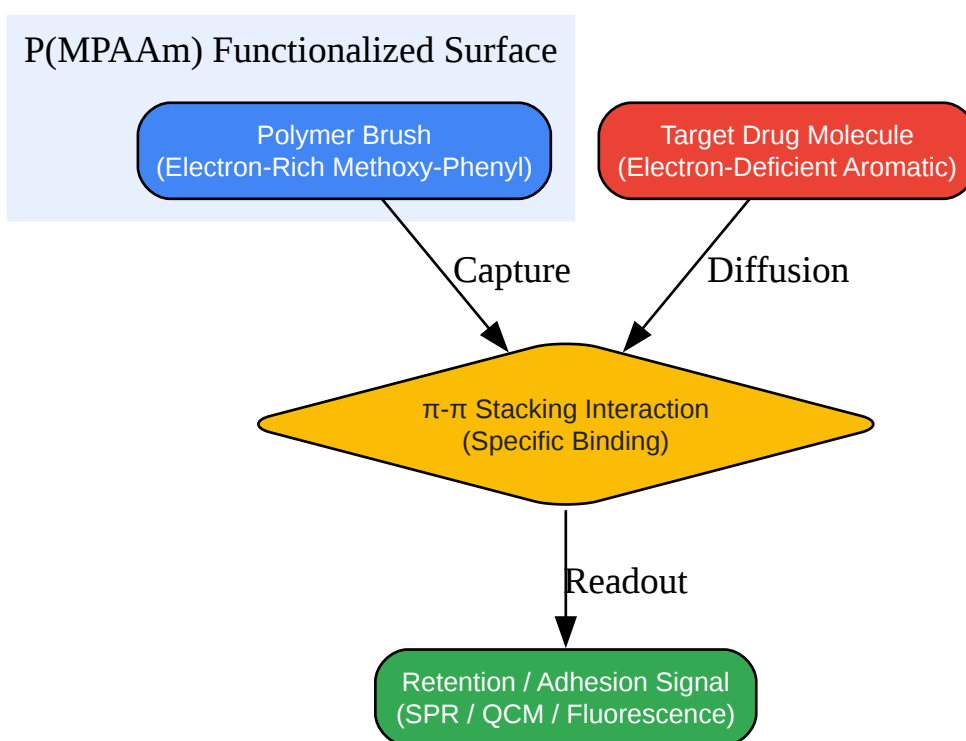 P(MPAAm) Functionalized Surface
Polymer Brush
(Electron-Rich Methoxy-Phenyl)
Target Drug Molecule
(Electron-Deficient Aromatic)
Capture
Diffusion
π-π Stacking Interaction
(Specific Binding)
Readout
Retention / Adhesion Signal
(SPR / QCM / Fluorescence)